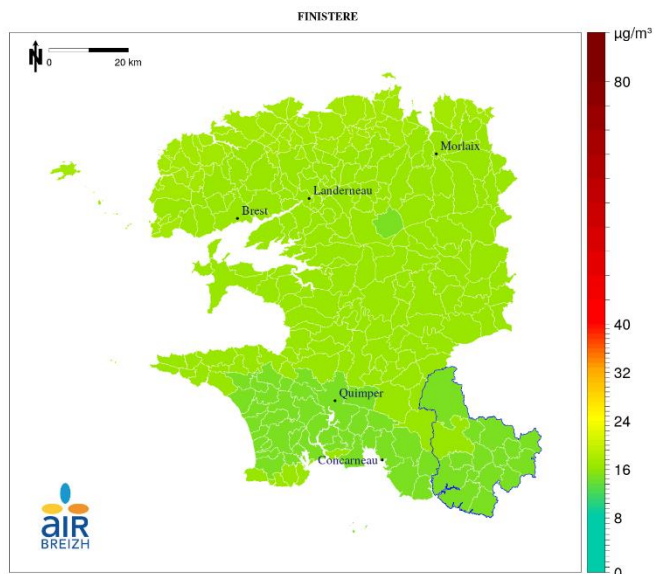 FINISTERE
N
0 20 km
Morlaix
Landerneau
Brest
Quimper
Concarneau
aiR
BREIZH
µg/m³
80
40
32
24
16
8
0